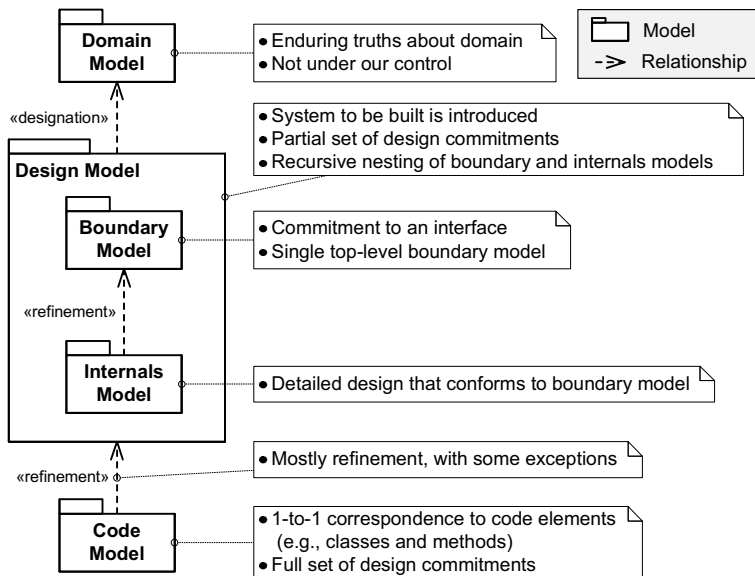 Domain
Model
● Enduring truths about domain
● Not under our control
Model
Relationship
«designation»
● System to be built is introduced
● Partial set of design commitments
● Recursive nesting of boundary and internals models
Design Model
Boundary
Model
● Commitment to an interface
● Single top-level boundary model
«refinement»
Internals
Model
● Detailed design that conforms to boundary model
«refinement»
● Mostly refinement, with some exceptions
Code
Model
● 1-to-1 correspondence to code elements
(e.g., classes and methods)
● Full set of design commitments